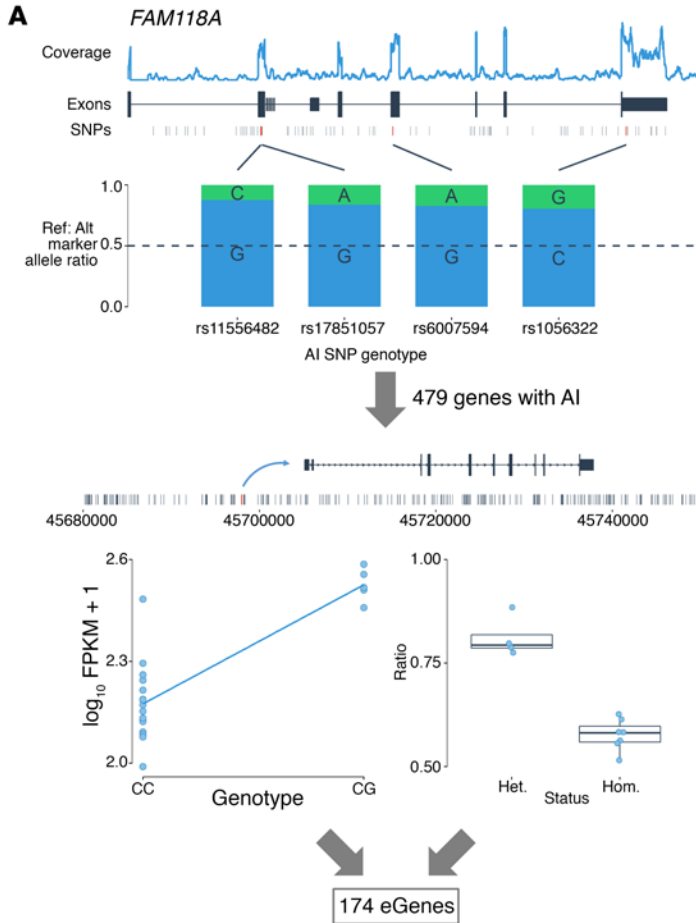 A
FAM118A
Coverage
Exons
SNPs
1.0
Ref: Alt
marker
allele ratio
0.5
0.0
C
A
A
G
G
G
G
C
rs11556482
rs17851057
rs6007594
rs1056322
AI SNP genotype
479 genes with AI
45680000
45700000
45720000
45740000
2.6
2.3
2.0
log₁₀ FPKM + 1
CC
CG
Genotype
1.00
0.75
0.50
Ratio
Het.
Hom.
Status
174 eGenes